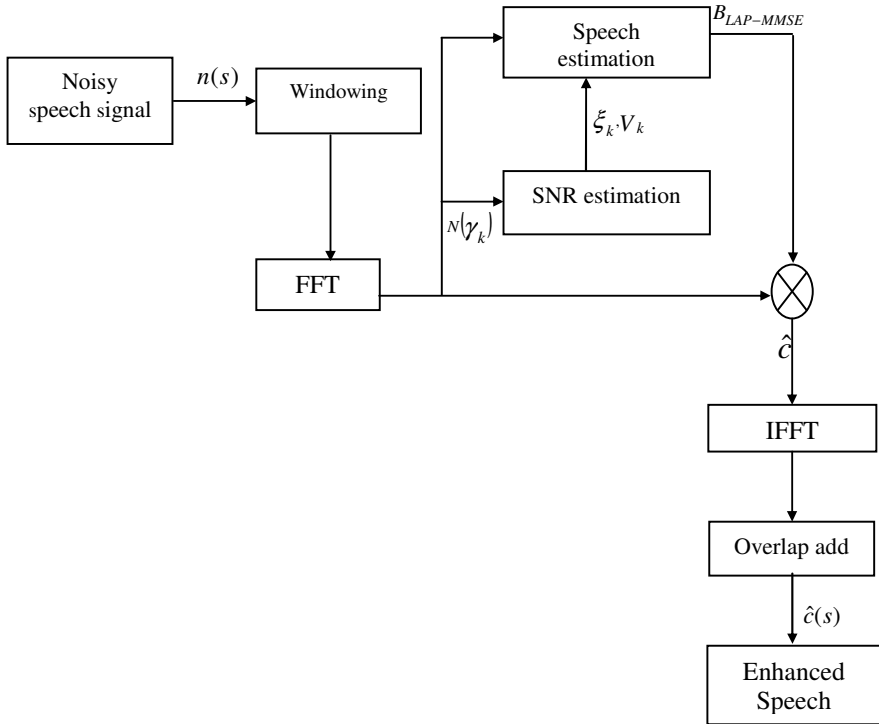 B_{LAP-MMSE}
Speech
estimation
Noisy
speech signal
n(s)
Windowing
ξ_k, V_k
SNR estimation
N(γ_k)
FFT
ĉ
IFFT
Overlap add
ĉ(s)
Enhanced
Speech